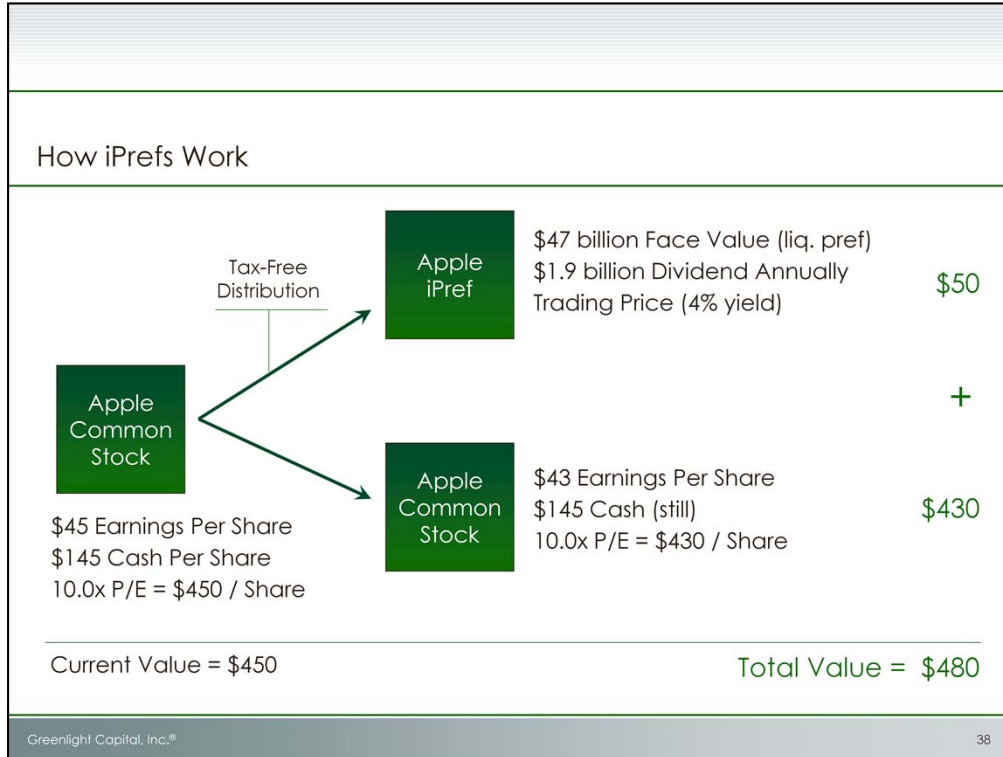 How iPrefs Work
Tax-Free
Distribution
Apple
iPref
$47 billion Face Value (liq. pref)
$1.9 billion Dividend Annually
Trading Price (4% yield)
$50
+
Apple
Common
Stock
$45 Earnings Per Share
$145 Cash Per Share
10.0x P/E = $450 / Share
Apple
Common
Stock
$43 Earnings Per Share
$145 Cash (still)
10.0x P/E = $430 / Share
$430
Current Value = $450
Total Value = $480
Greenlight Capital, Inc.®
38